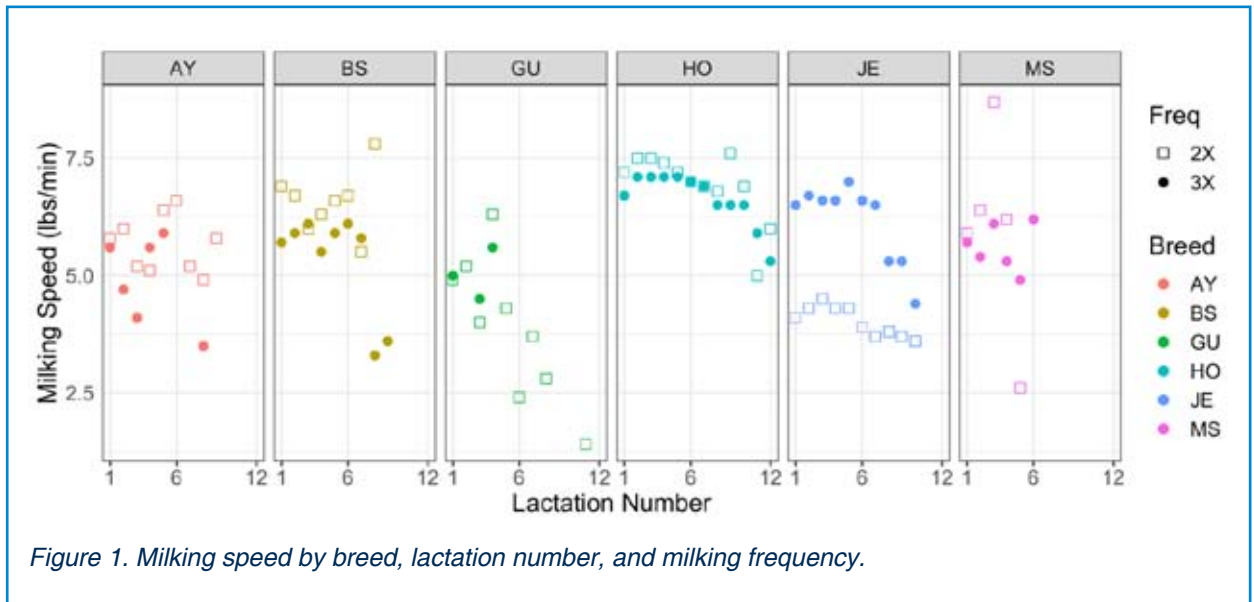 AY BS GU HO JE MS
Milking Speed (lbs/min)
7.5
5.0
2.5
1 6 12 1 6 12 1 6 12 1 6 12 1 6 12 1 6 12
Lactation Number
Freq
2X
3X
Breed
AY
BS
GU
HO
JE
MS
Figure 1. Milking speed by breed, lactation number, and milking frequency.